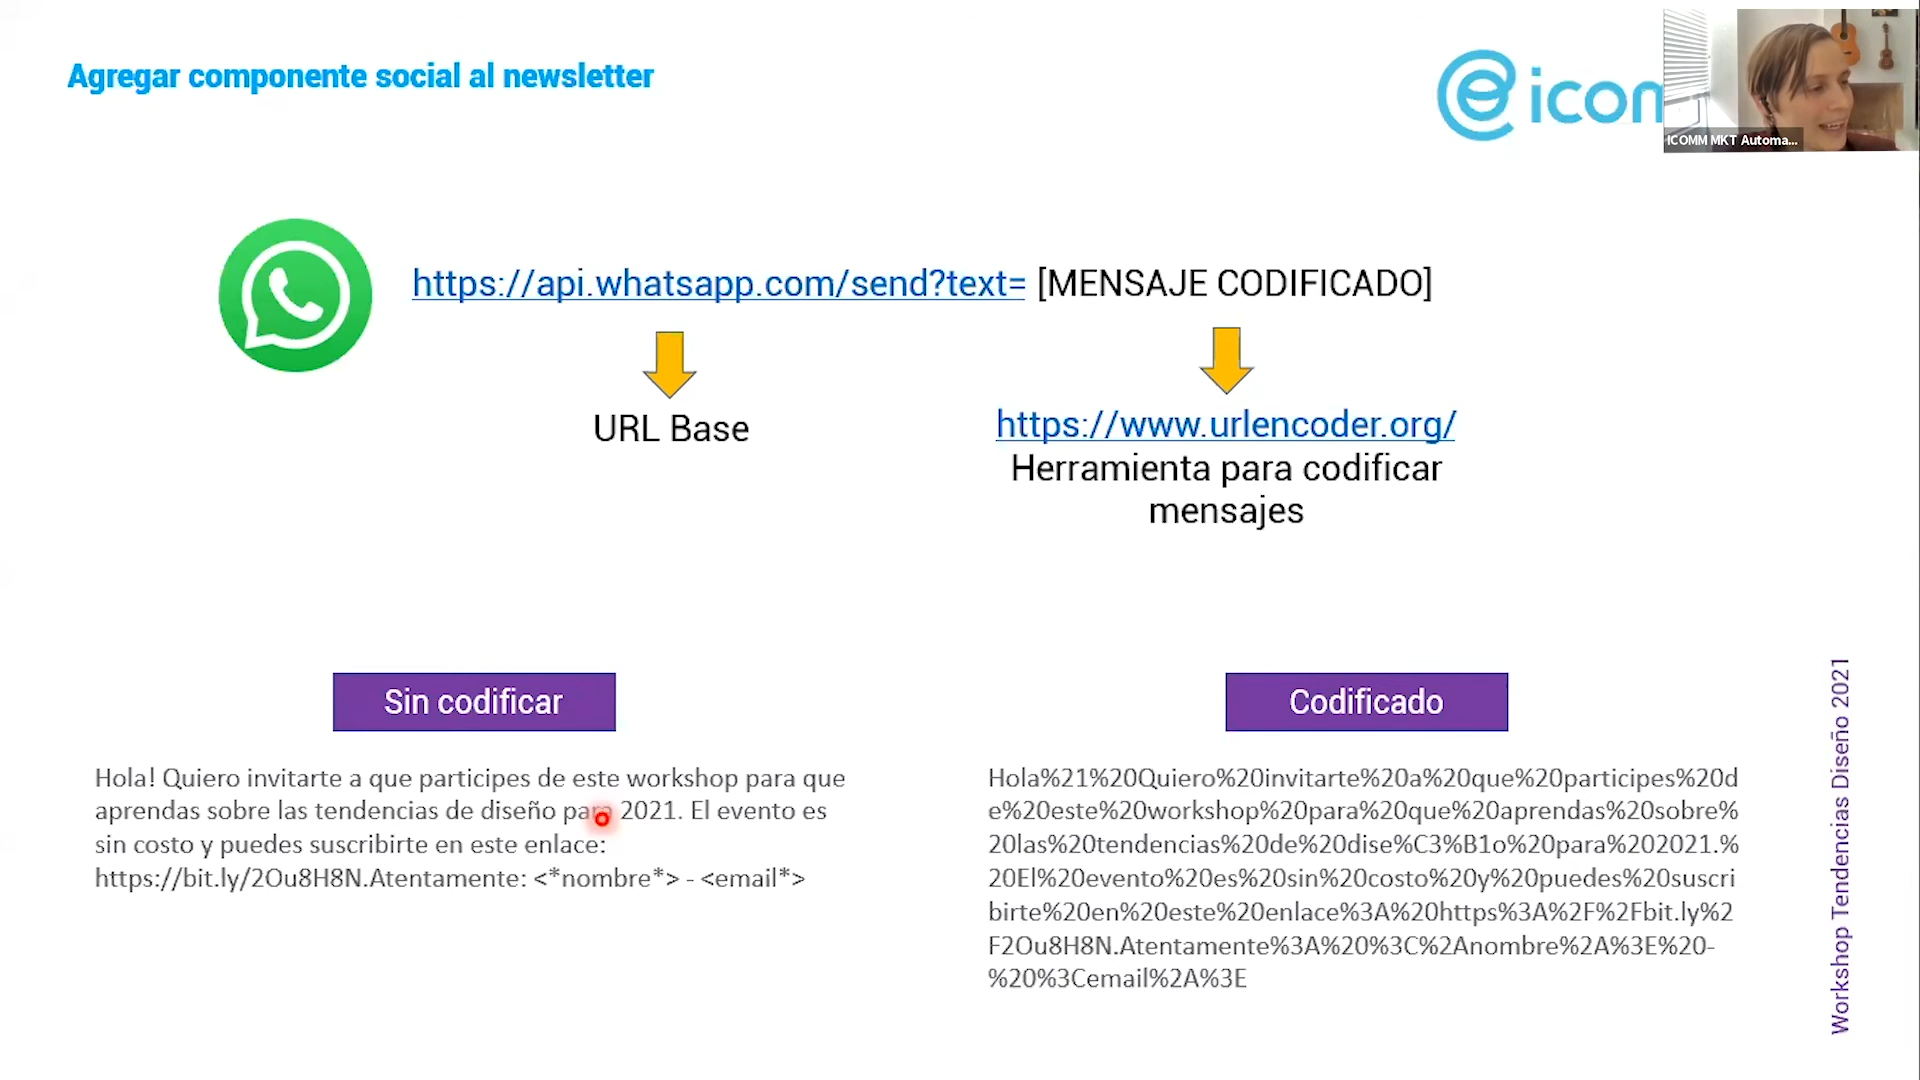 Agregar componente social al newsletter
icom
ICOMM MKT Automa...
https://api.whatsapp.com/send?text= [MENSAJE CODIFICADO]
URL Base
https://www.urlencoder.org/
Herramienta para codificar
mensajes
Sin codificar
Hola! Quiero invitarte a que participes de este workshop para que
aprendas sobre las tendencias de diseño para 2021. El evento es
sin costo y puedes suscribirte en este enlace:
https://bit.ly/2Ou8H8N.Atentamente: <*nombre*> - <email*>
Codificado
Hola%21%20Quiero%20invitarte%20a%20que%20participes%20d
e%20este%20workshop%20para%20que%20aprendas%20sobre%
20las%20tendencias%20de%20dise%C3%B1o%20para%202021.%
20El%20evento%20es%20sin%20costo%20y%20puedes%20suscri
birte%20en%20este%20enlace%3A%20https%3A%2F%2Fbit.ly%2
F2Ou8H8N.Atentamente%3A%20%3C%2Anombre%2A%3E%20-
%20%3Cemail%2A%3E
Workshop Tendencias Diseño 2021